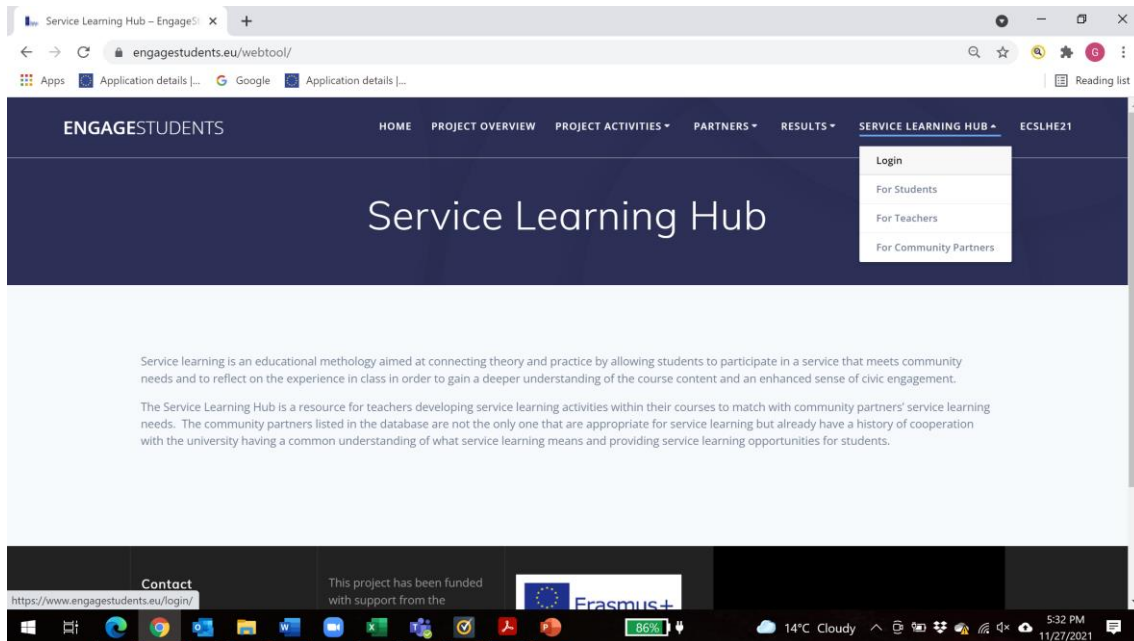 Service Learning Hub – EngageSt
engagestudents.eu/webtool/
G
Apps
Application details |...
Google
Application details |...
Reading list
ENGAGESTUDENTS
HOME
PROJECT OVERVIEW
PROJECT ACTIVITIES
PARTNERS
RESULTS
SERVICE LEARNING HUB
ECSLHE21
Login
For Students
For Teachers
For Community Partners
Service Learning Hub
Service learning is an educational methology aimed at connecting theory and practice by allowing students to participate in a service that meets community
needs and to reflect on the experience in class in order to gain a deeper understanding of the course content and an enhanced sense of civic engagement.
The Service Learning Hub is a resource for teachers developing service learning activities within their courses to match with community partners' service learning
needs. The community partners listed in the database are not the only one that are appropriate for service learning but already have a history of cooperation
with the university having a common understanding of what service learning means and providing service learning opportunities for students.
Contact
This project has been funded
with support from the
Erasmus+
https://www.engagestudents.eu/login/
86%
14°C Cloudy
5:32 PM
11/27/2021